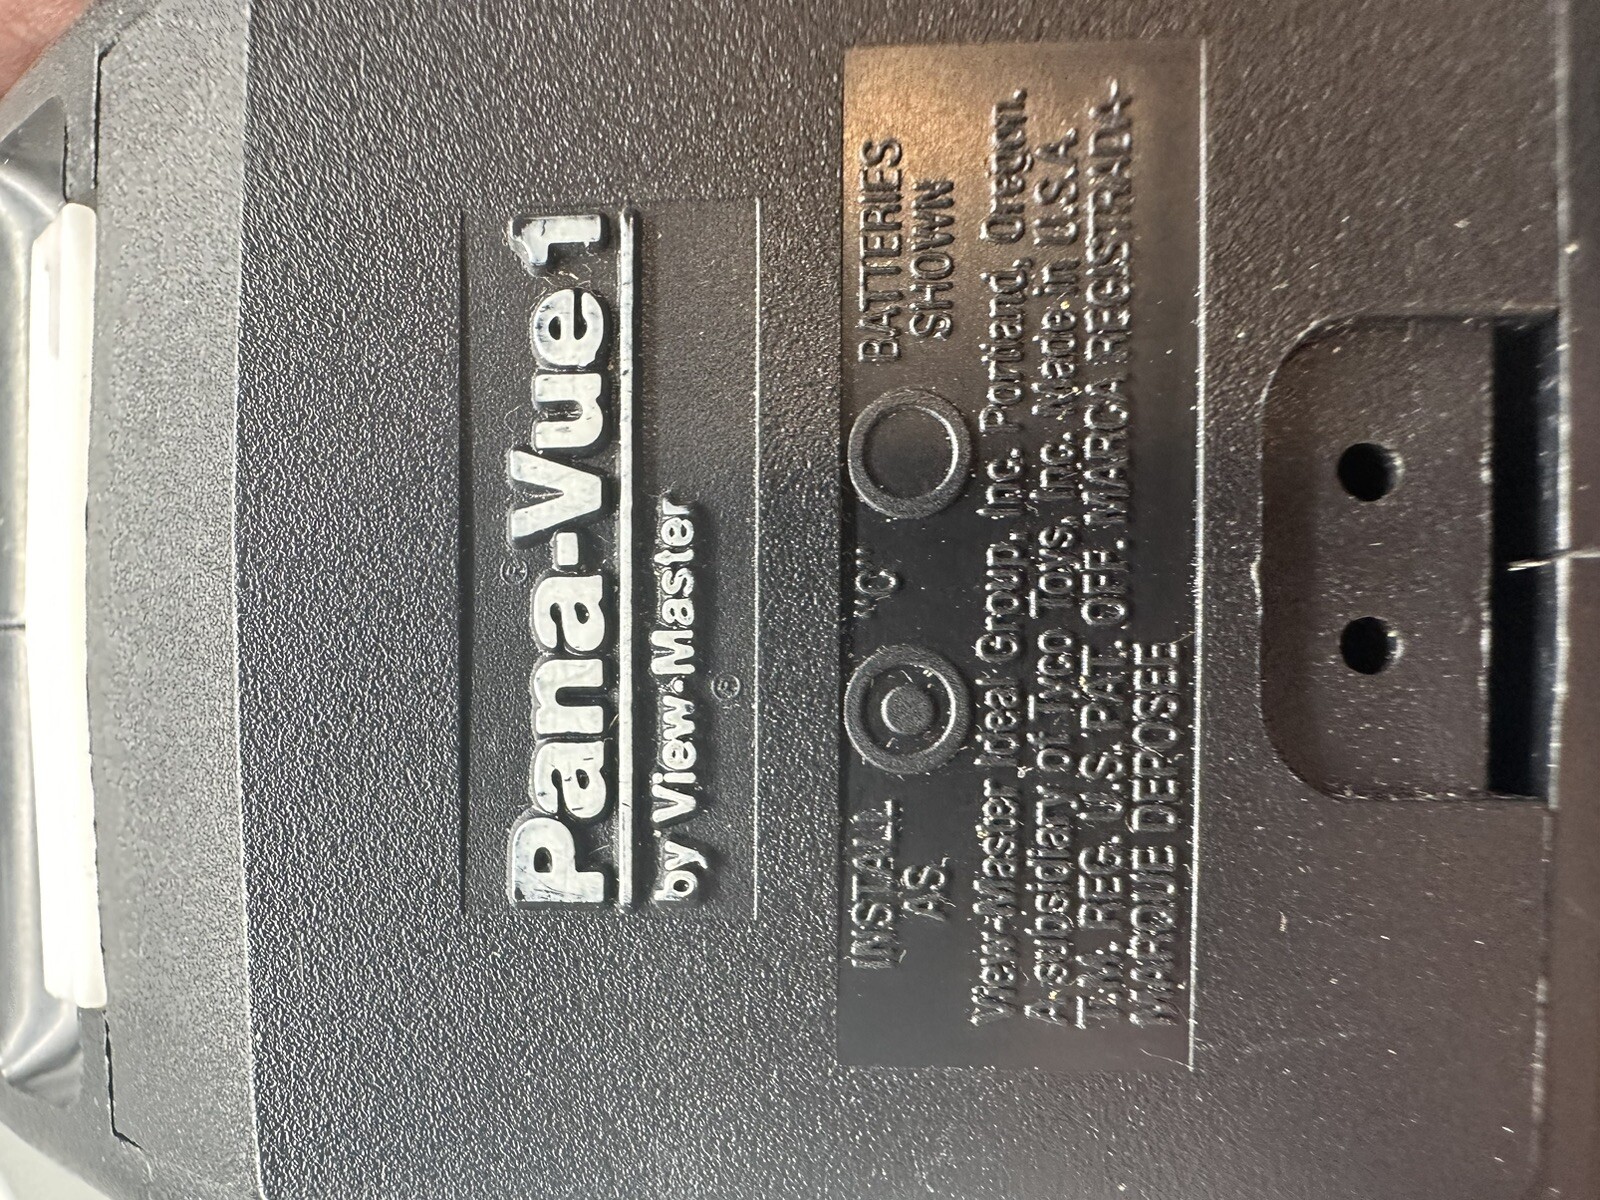 Pana-Vue® 1
by View-Master®
INSTALL "C" BATTERIES
AS SHOWN
View-Master Ideal Group, Inc. Portland, Oregon.
A subsidiary of Tyco Toys, Inc. Made in U.S.A.
T.M. REG. U.S. PAT. OFF. MARCA REGISTRADA
MARQUE DEPOSEE